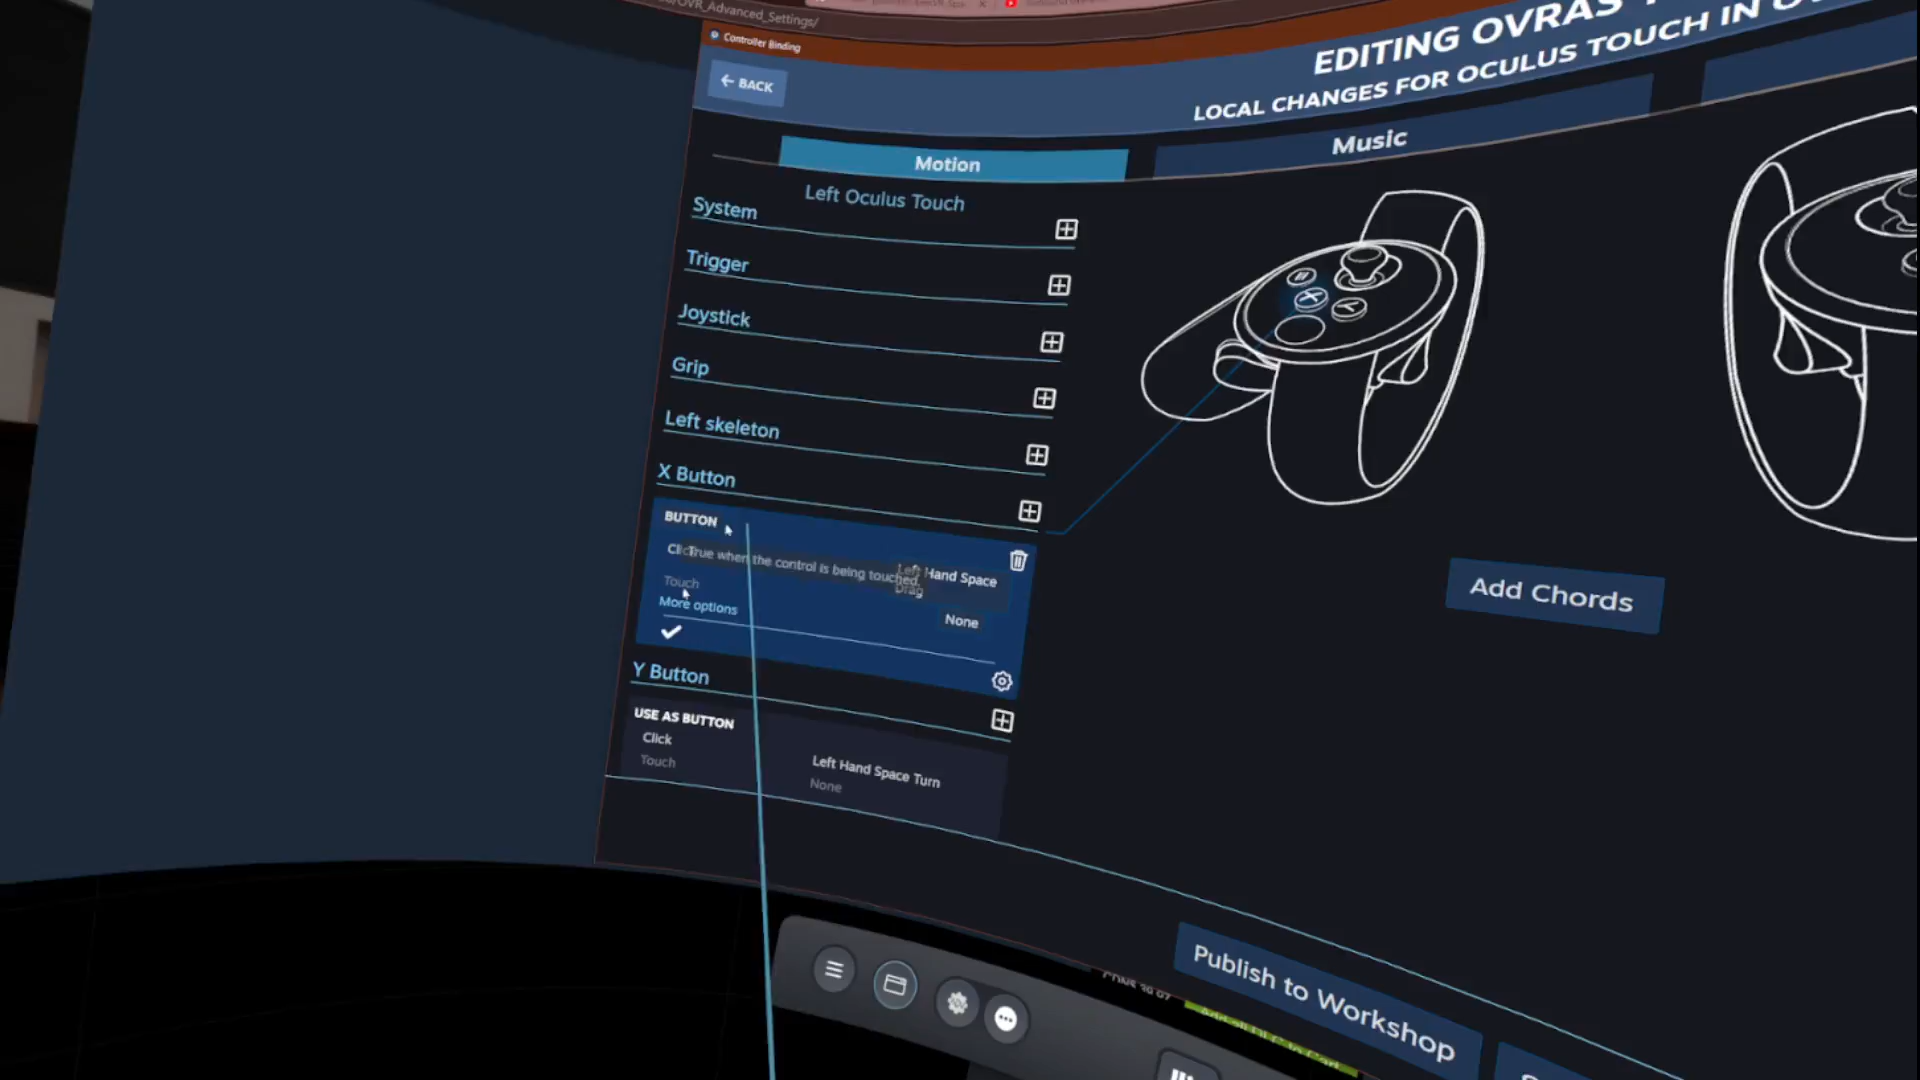 OVR_Advanced_Settings/
Controller Binding
← BACK
EDITING OVRAS
LOCAL CHANGES FOR OCULUS TOUCH IN
Motion
Music
Left Oculus Touch
System
Trigger
Joystick
Grip
Left skeleton
X Button
BUTTON
True when the control is being touched.
Left Hand Space
Drag
Touch
None
More options
Y Button
USE AS BUTTON
Click
Left Hand Space Turn
Touch
None
Add Chords
Publish to Workshop